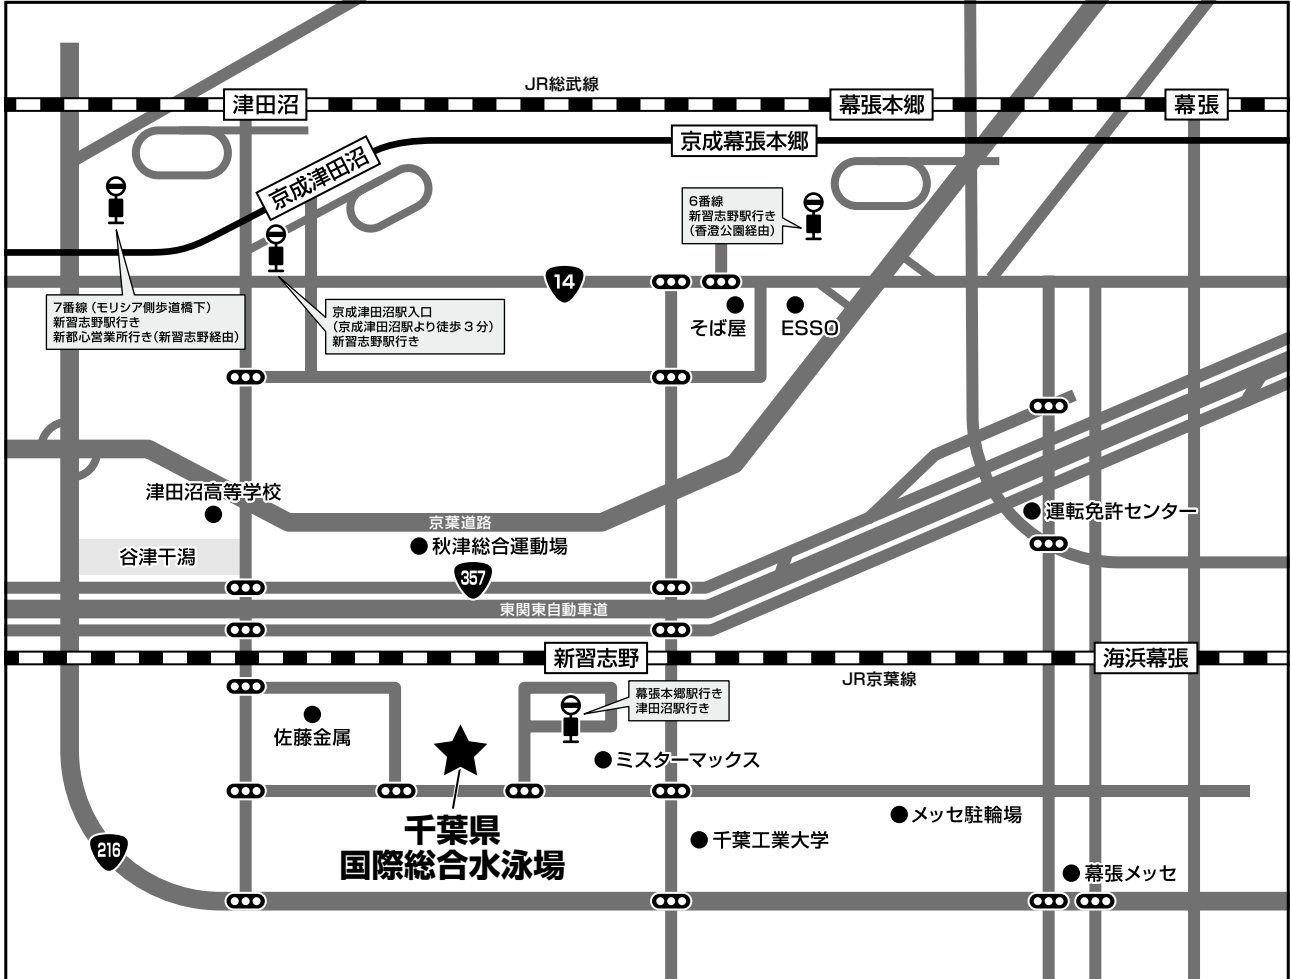 JR総武線
津田沼
幕張本郷
幕張
京成幕張本郷
京成津田沼
6番線
新習志野駅行き
（香澄公園経由）
14
7番線（モリシア側歩道橋下）
新習志野駅行き
新都心営業所行き（新習志野経由）
京成津田沼駅入口
（京成津田沼駅より徒歩３分）
新習志野駅行き
そば屋
ESSO
津田沼高等学校
京葉道路
運転免許センター
秋津総合運動場
谷津干潟
357
東関東自動車道
新習志野
海浜幕張
JR京葉線
幕張本郷駅行き
津田沼駅行き
佐藤金属
ミスターマックス
メッセ駐輪場
千葉県
国際総合水泳場
千葉工業大学
216
幕張メッセ